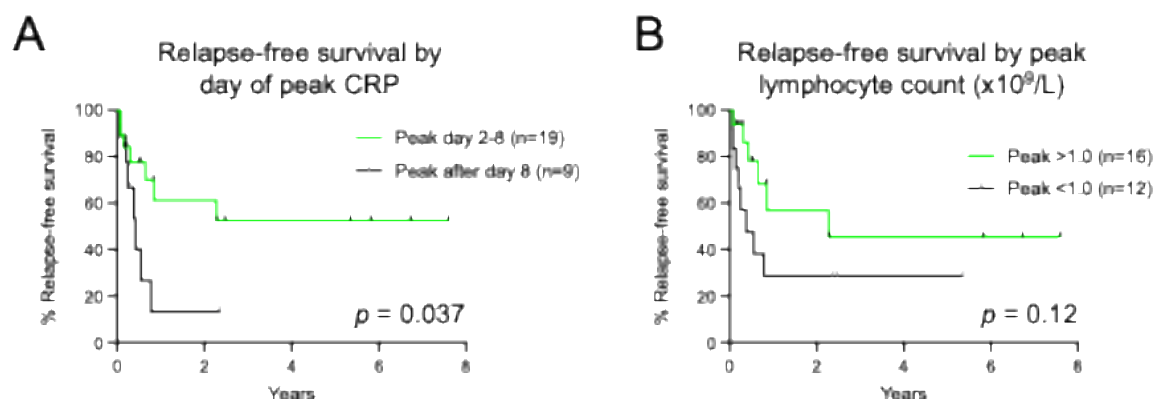 A
Relapse-free survival by
day of peak CRP
% Relapse-free survival
100
80
60
40
20
0
Peak day 2-8 (n=19)
Peak after day 8 (n=9)
p = 0.037
0 2 4 6 8
Years
B
Relapse-free survival by peak
lymphocyte count (x10⁹/L)
% Relapse-free survival
100
80
60
40
20
0
Peak >1.0 (n=16)
Peak <1.0 (n=12)
p = 0.12
0 2 4 6 8
Years